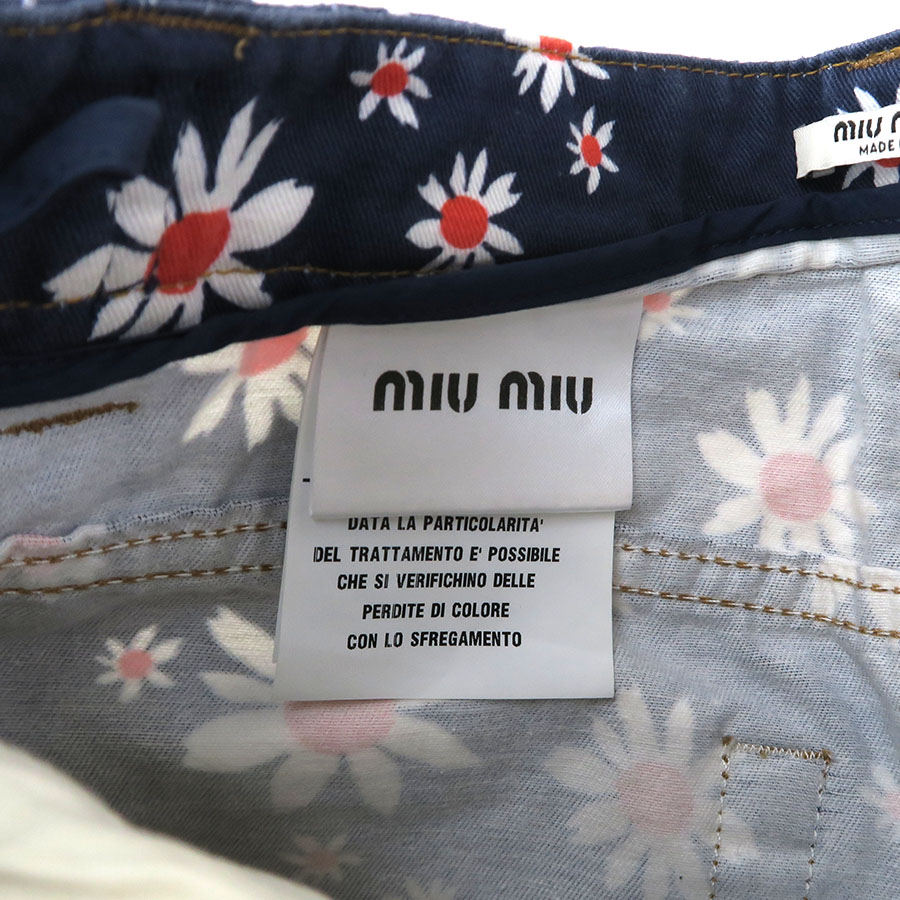 MIU M
MADE
MIU MIU
DATA LA PARTICOLARITA'
DEL TRATTAMENTO E' POSSIBILE
CHE SI VERIFICHINO DELLE
PERDITE DI COLORE
CON LO SFREGAMENTO